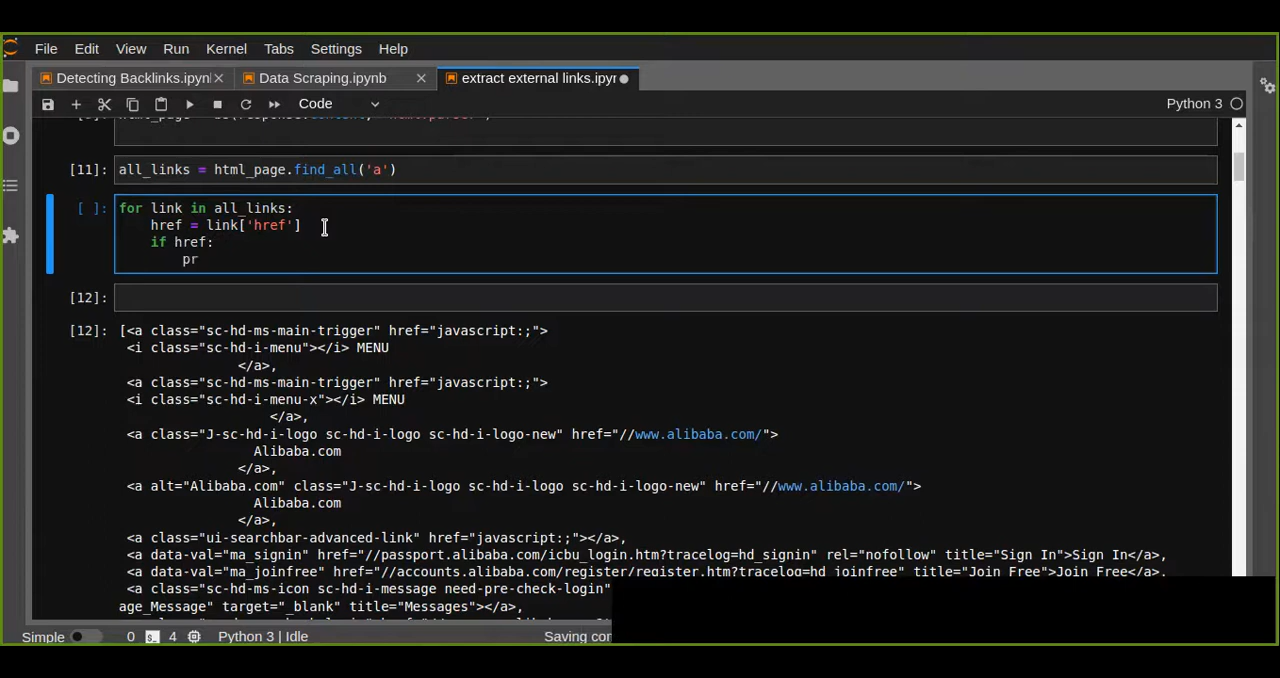 File Edit View Run Kernel Tabs Settings Help
Detecting Backlinks.ipynl Data Scraping.ipynb extract external links.ipyr
Code Python 3
[11]: all_links = html_page.find_all('a')
[ ]: for link in all_links:
href = link['href']
if href:
pr
[12]:
[12]: [<a class="sc-hd-ms-main-trigger" href="javascript:;">
<i class="sc-hd-i-menu"></i> MENU
</a>,
<a class="sc-hd-ms-main-trigger" href="javascript:;">
<i class="sc-hd-i-menu-x"></i> MENU
</a>,
<a class="J-sc-hd-i-logo sc-hd-i-logo sc-hd-i-logo-new" href="//www.alibaba.com/">
Alibaba.com
</a>,
<a alt="Alibaba.com" class="J-sc-hd-i-logo sc-hd-i-logo sc-hd-i-logo-new" href="//www.alibaba.com/">
Alibaba.com
</a>,
<a class="ui-searchbar-advanced-link" href="javascript:;"></a>,
<a data-val="ma_signin" href="//passport.alibaba.com/icbu_login.htm?tracelog=hd_signin" rel="nofollow" title="Sign In">Sign In</a>,
<a data-val="ma_joinfree" href="//accounts.alibaba.com/register/register.htm?tracelog=hd_joinfree" title="Join Free">Join Free</a>,
<a class="sc-hd-ms-icon sc-hd-i-message need-pre-check-login"
age_Message" target="_blank" title="Messages"></a>,
Simple 0 4 Python 3 | Idle Saving con